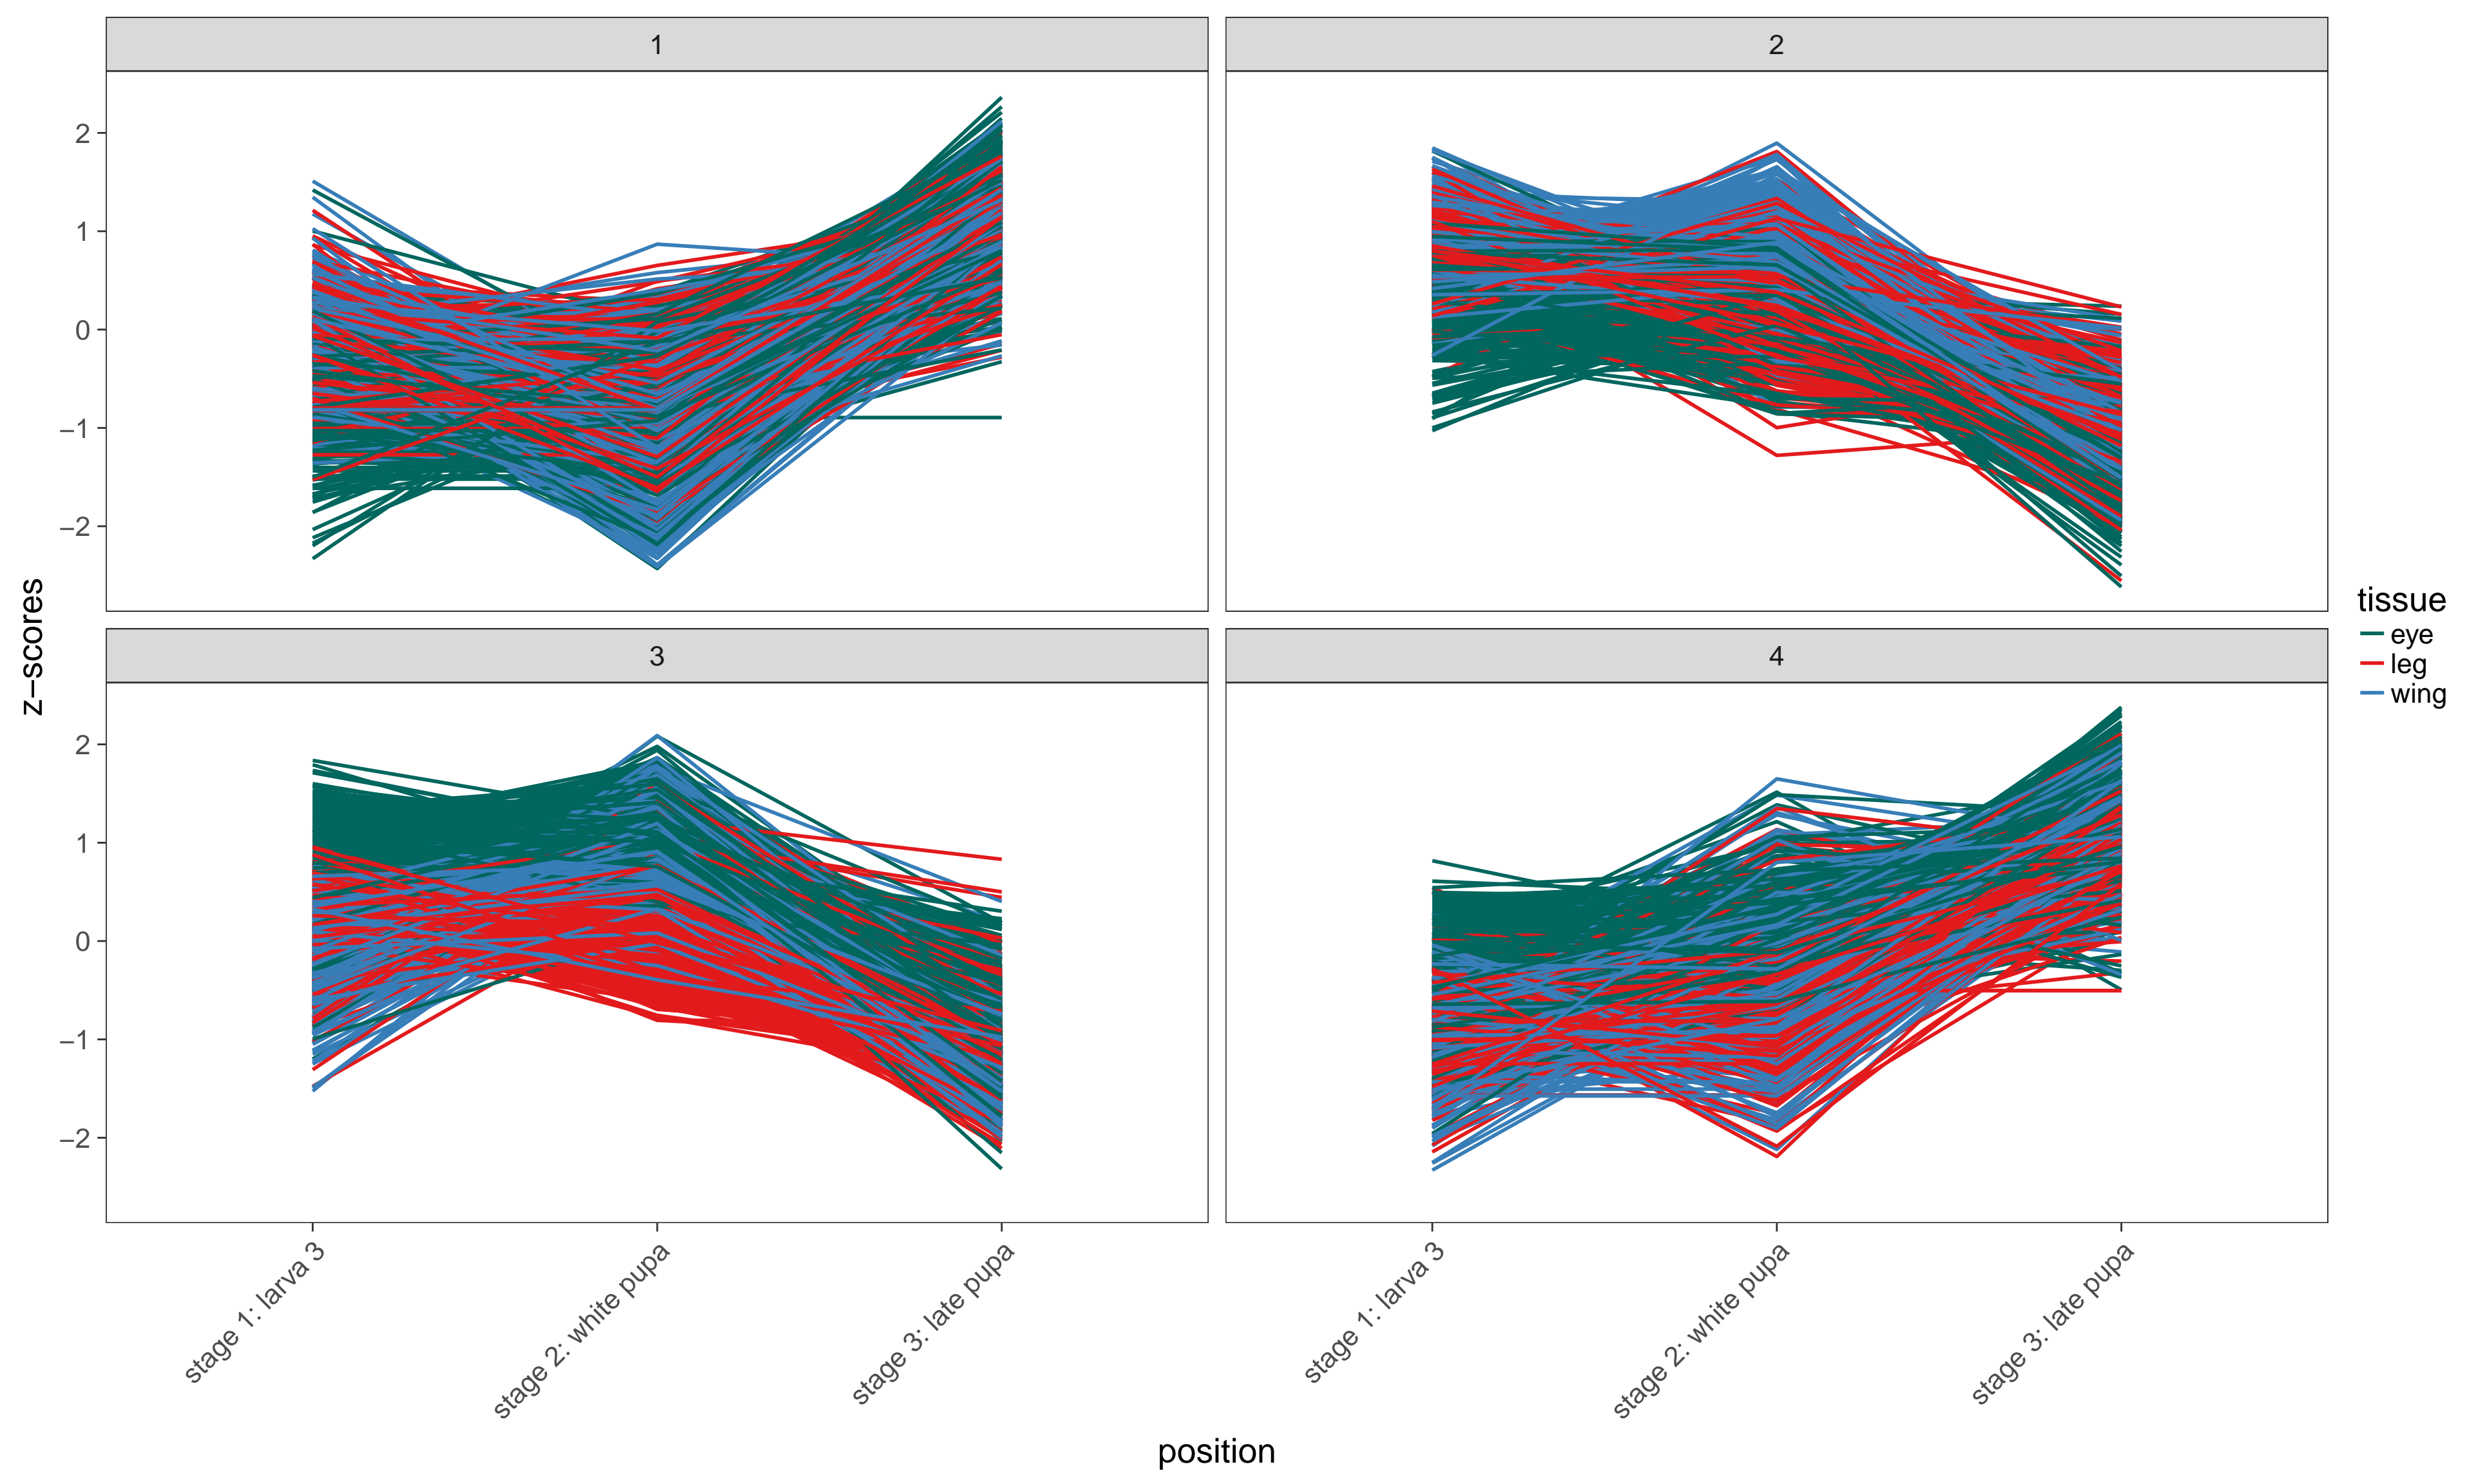 1
2
2
1
0
−1
−2
z−scores
tissue
eye
leg
wing
3
4
2
1
0
−1
−2
stage 1: larva 3
stage 2: white pupa
stage 3: late pupa
stage 1: larva 3
stage 2: white pupa
stage 3: late pupa
position